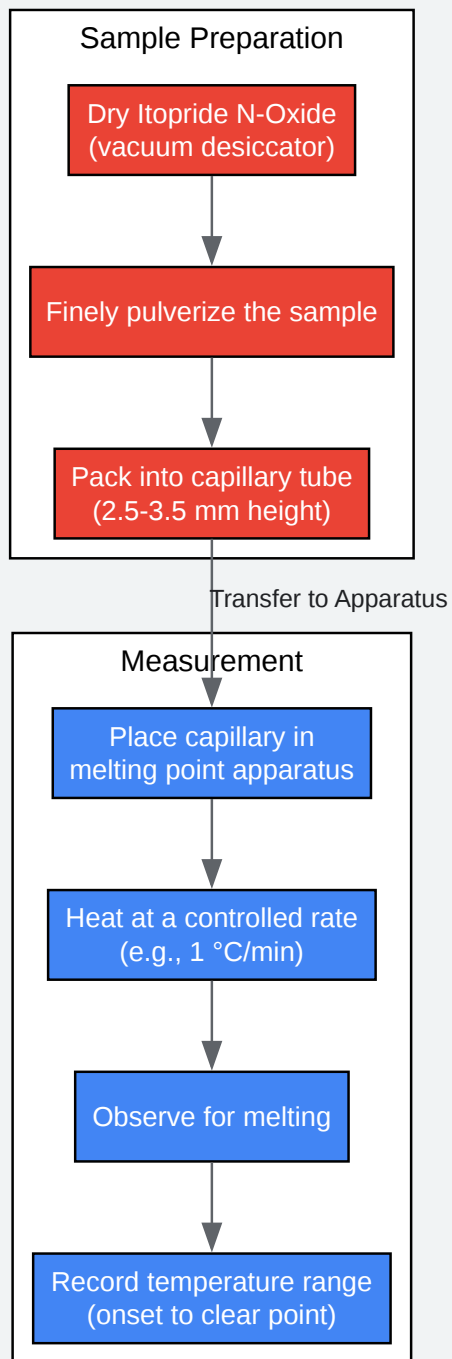 Sample Preparation
Dry Itopride N-Oxide
(vacuum desiccator)
Finely pulverize the sample
Pack into capillary tube
(2.5-3.5 mm height)
Transfer to Apparatus
Measurement
Place capillary in
melting point apparatus
Heat at a controlled rate
(e.g., 1 °C/min)
Observe for melting
Record temperature range
(onset to clear point)